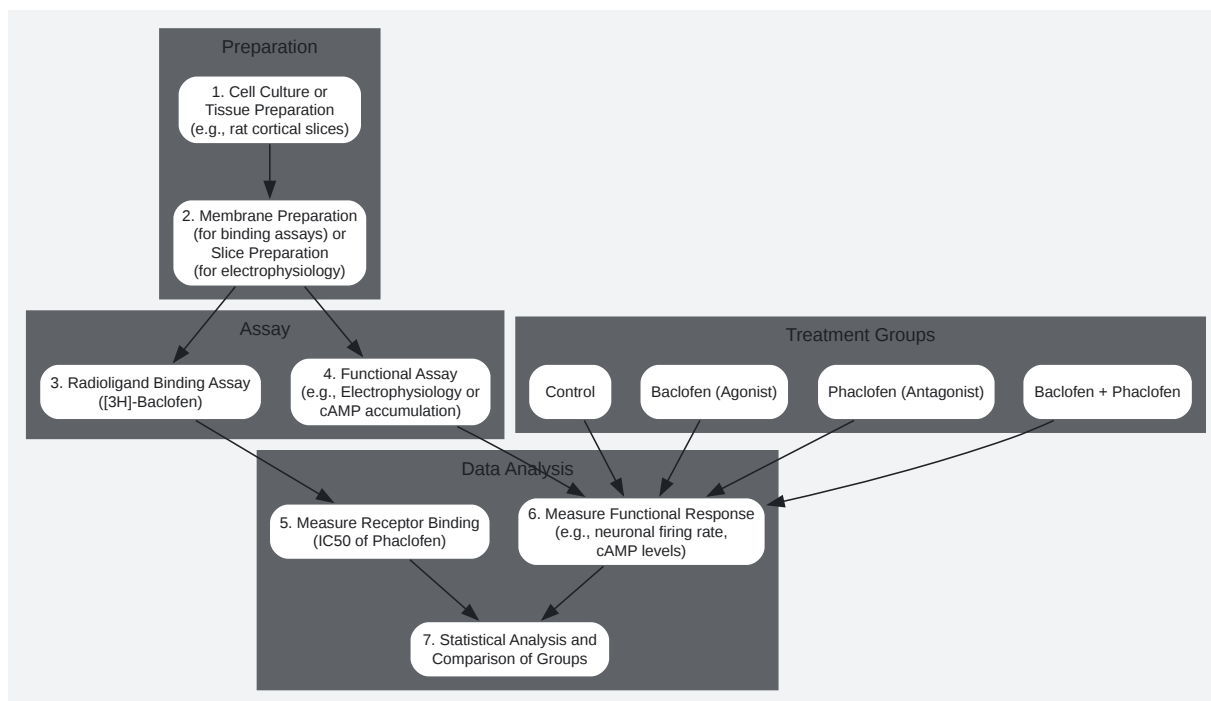 Preparation
1. Cell Culture or
Tissue Preparation
(e.g., rat cortical slices)
2. Membrane Preparation
(for binding assays) or
Slice Preparation
(for electrophysiology)
Assay
3. Radioligand Binding Assay
([3H]-Baclofen)
4. Functional Assay
(e.g., Electrophysiology or
cAMP accumulation)
Treatment Groups
Control
Baclofen (Agonist)
Phaclofen (Antagonist)
Baclofen + Phaclofen
Data Analysis
5. Measure Receptor Binding
(IC50 of Phaclofen)
6. Measure Functional Response
(e.g., neuronal firing rate,
cAMP levels)
7. Statistical Analysis and
Comparison of Groups